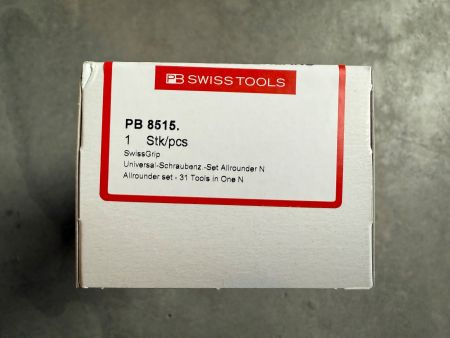 PB SWISS TOOLS
PB 8515.
1 Stk/pcs
SwissGrip
Universal-Schraubenz.-Set Allrounder N
Allrounder set - 31 Tools in One N